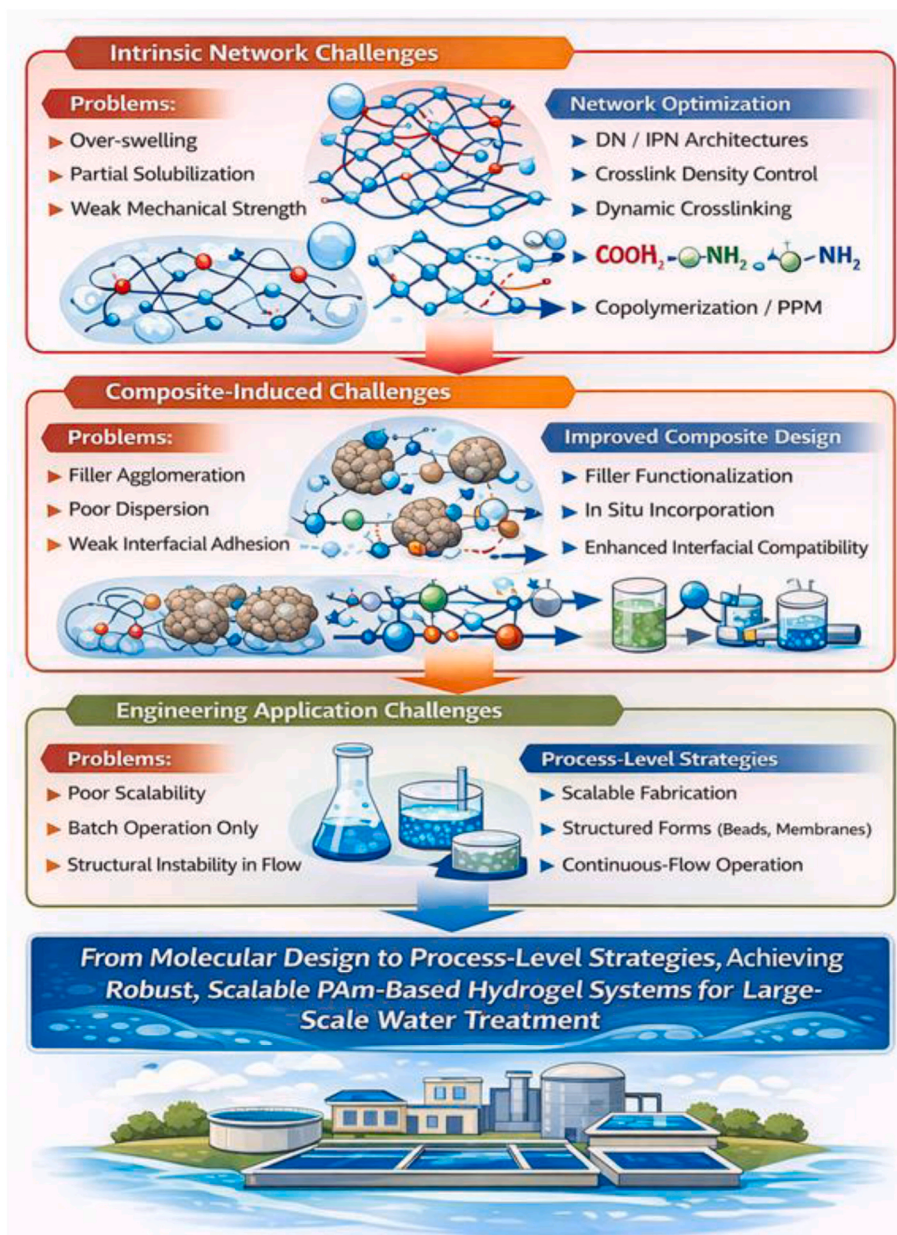 Intrinsic Network Challenges
Problems:
Over-swelling
Partial Solubilization
Weak Mechanical Strength
Network Optimization
DN / IPN Architectures
Crosslink Density Control
Dynamic Crosslinking
COOH₂-NH₂ -NH₂
Copolymerization / PPM
Composite-Induced Challenges
Problems:
Filler Agglomeration
Poor Dispersion
Weak Interfacial Adhesion
Improved Composite Design
Filler Functionalization
In Situ Incorporation
Enhanced Interfacial Compatibility
Engineering Application Challenges
Problems:
Poor Scalability
Batch Operation Only
Structural Instability in Flow
Process-Level Strategies
Scalable Fabrication
Structured Forms (Beads, Membranes)
Continuous-Flow Operation
From Molecular Design to Process-Level Strategies, Achieving
Robust, Scalable PAm-Based Hydrogel Systems for Large-
Scale Water Treatment